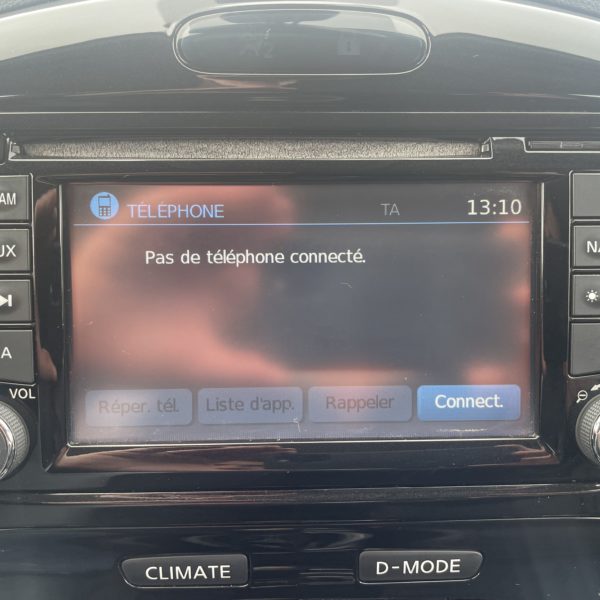 TÉLÉPHONE TA 13:10
AM
UX
A
VOL
Pas de téléphone connecté.
NA
Réper. tél. Liste d'app. Rappeler Connect.
CLIMATE D-MODE